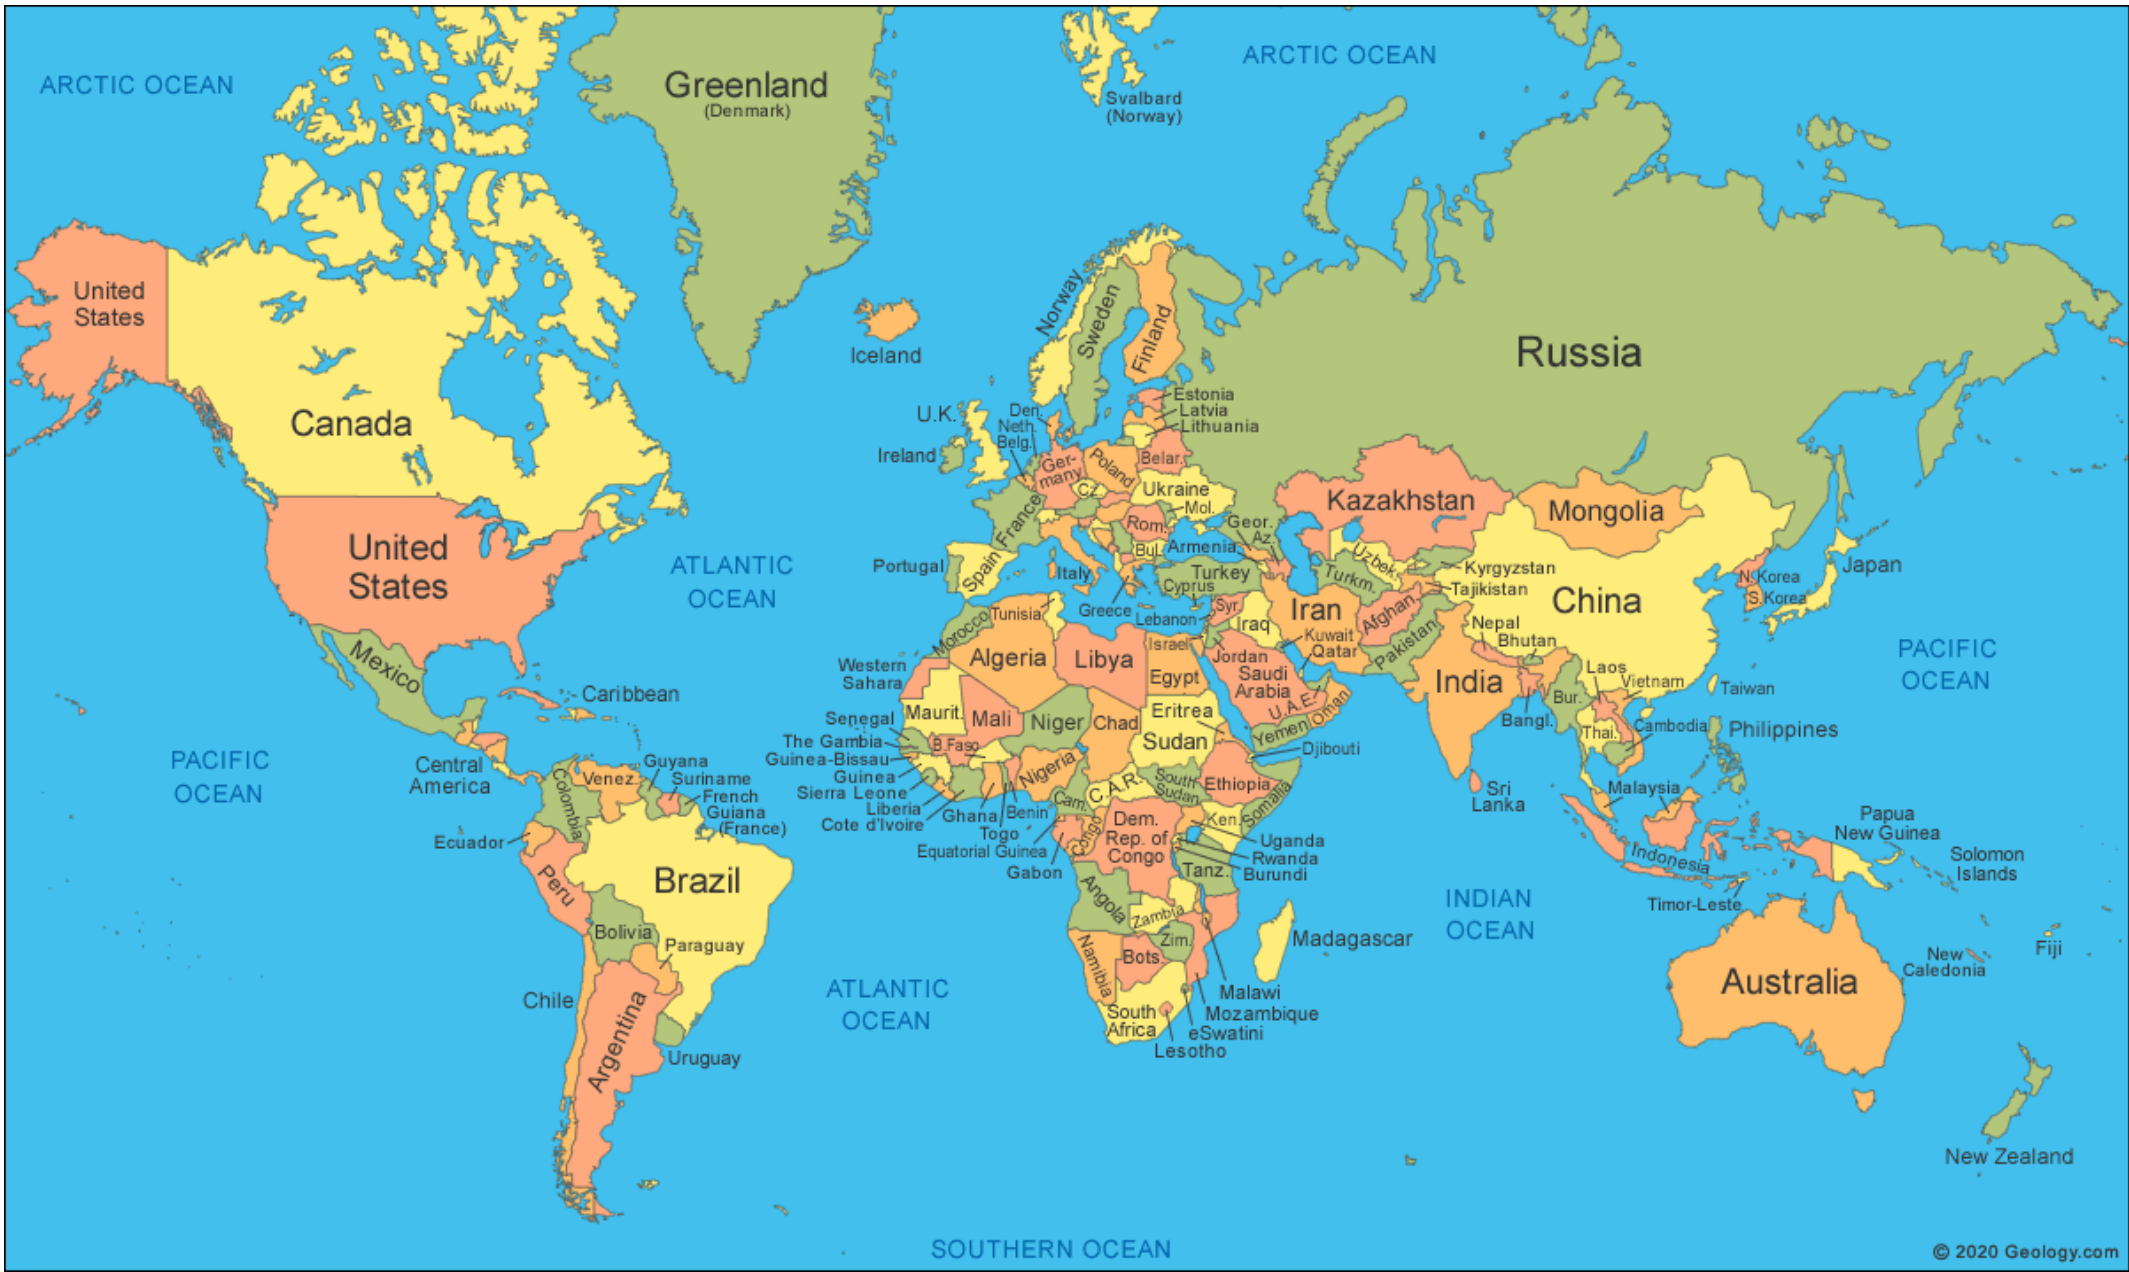 ARCTIC OCEAN
ARCTIC OCEAN
Greenland
(Denmark)
Svalbard
(Norway)
United
States
Canada
Iceland
Norway
Sweden
Finland
Russia
Estonia
Latvia
Lithuania
U.K.
Ireland
Den.
Neth.
Belg.
Ger-
many
Poland
Belar.
Cz.
Ukraine
Mol.
France
Rom.
Bul.
Geor.
Az.
Armenia
Kazakhstan
Mongolia
United
States
ATLANTIC
OCEAN
Portugal
Spain
Italy
Greece
Turkey
Cyprus
Lebanon
Syr.
Israel
Iraq
Iran
Jordan
Kuwait
Qatar
Uzbek.
Turkm.
Kyrgyzstan
Tajikistan
Afghan.
Pakistan
China
N. Korea
S. Korea
Japan
PACIFIC
OCEAN
Nepal
Bhutan
India
Bangl.
Bur.
Laos
Vietnam
Thai.
Cambodia
Taiwan
Philippines
Mexico
Caribbean
Central
America
PACIFIC
OCEAN
Morocco
Tunisia
Algeria
Libya
Egypt
Western
Sahara
Maurit.
Mali
Niger
Chad
Eritrea
Sudan
Saudi
Arabia
U.A.E.
Oman
Yemen
Djibouti
Senegal
The Gambia
Guinea-Bissau
Guinea
Sierra Leone
Liberia
Cote d'Ivoire
B.Faso
Ghana
Togo
Benin
Nigeria
Cam.
C.A.R.
South
Sudan
Ethiopia
Somalia
Equatorial Guinea
Gabon
Congo
Dem.
Rep. of
Congo
Ken.
Uganda
Rwanda
Burundi
Tanz.
Angola
Zambia
Zim.
Namibia
Bots.
South
Africa
Malawi
Mozambique
eSwatini
Lesotho
Madagascar
Venez.
Guyana
Suriname
French
Guiana
(France)
Colombia
Ecuador
Peru
Brazil
Bolivia
Paraguay
Chile
Argentina
Uruguay
ATLANTIC
OCEAN
INDIAN
OCEAN
Sri
Lanka
Malaysia
Indonesia
Timor-Leste
Papua
New Guinea
Solomon
Islands
Australia
New
Caledonia
Fiji
New Zealand
SOUTHERN OCEAN
© 2020 Geology.com